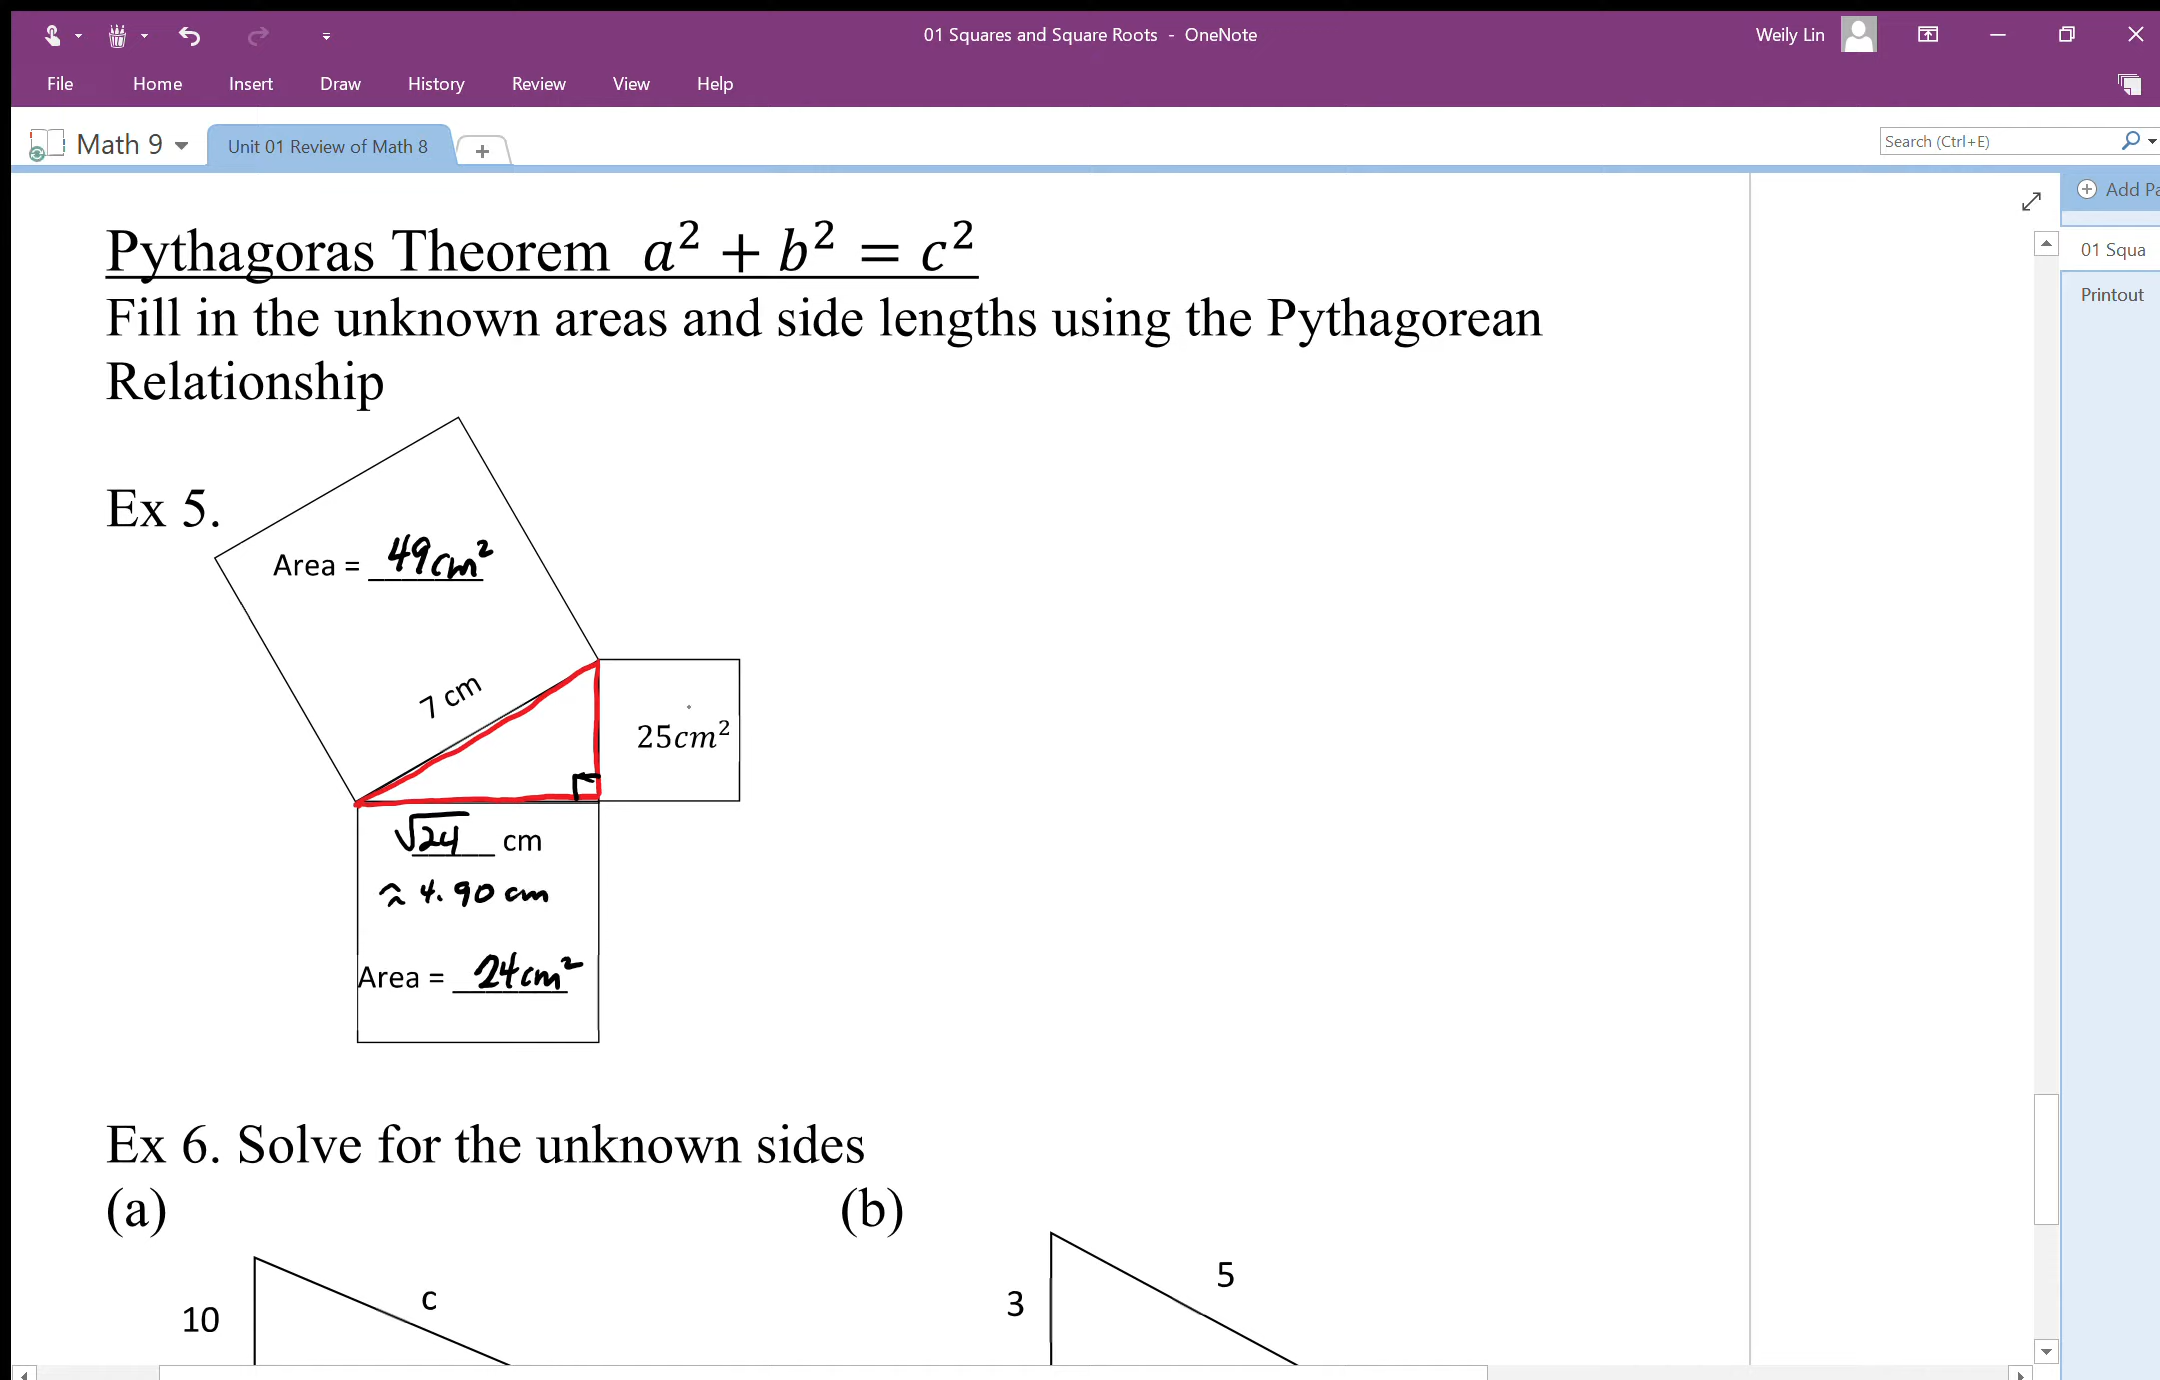 01 Squares and Square Roots - OneNote
Weily Lin
File Home Insert Draw History Review View Help
Math 9
Unit 01 Review of Math 8
+
Search (Ctrl+E)
Add Pa
01 Squa
Printout
Pythagoras Theorem a² + b² = c²
Fill in the unknown areas and side lengths using the Pythagorean
Relationship
Ex 5.
Area = 49cm²
7 cm
25cm²
√24 cm
≈ 4.90 cm
Area = 24cm²
Ex 6. Solve for the unknown sides
(a) (b)
10 c
3 5